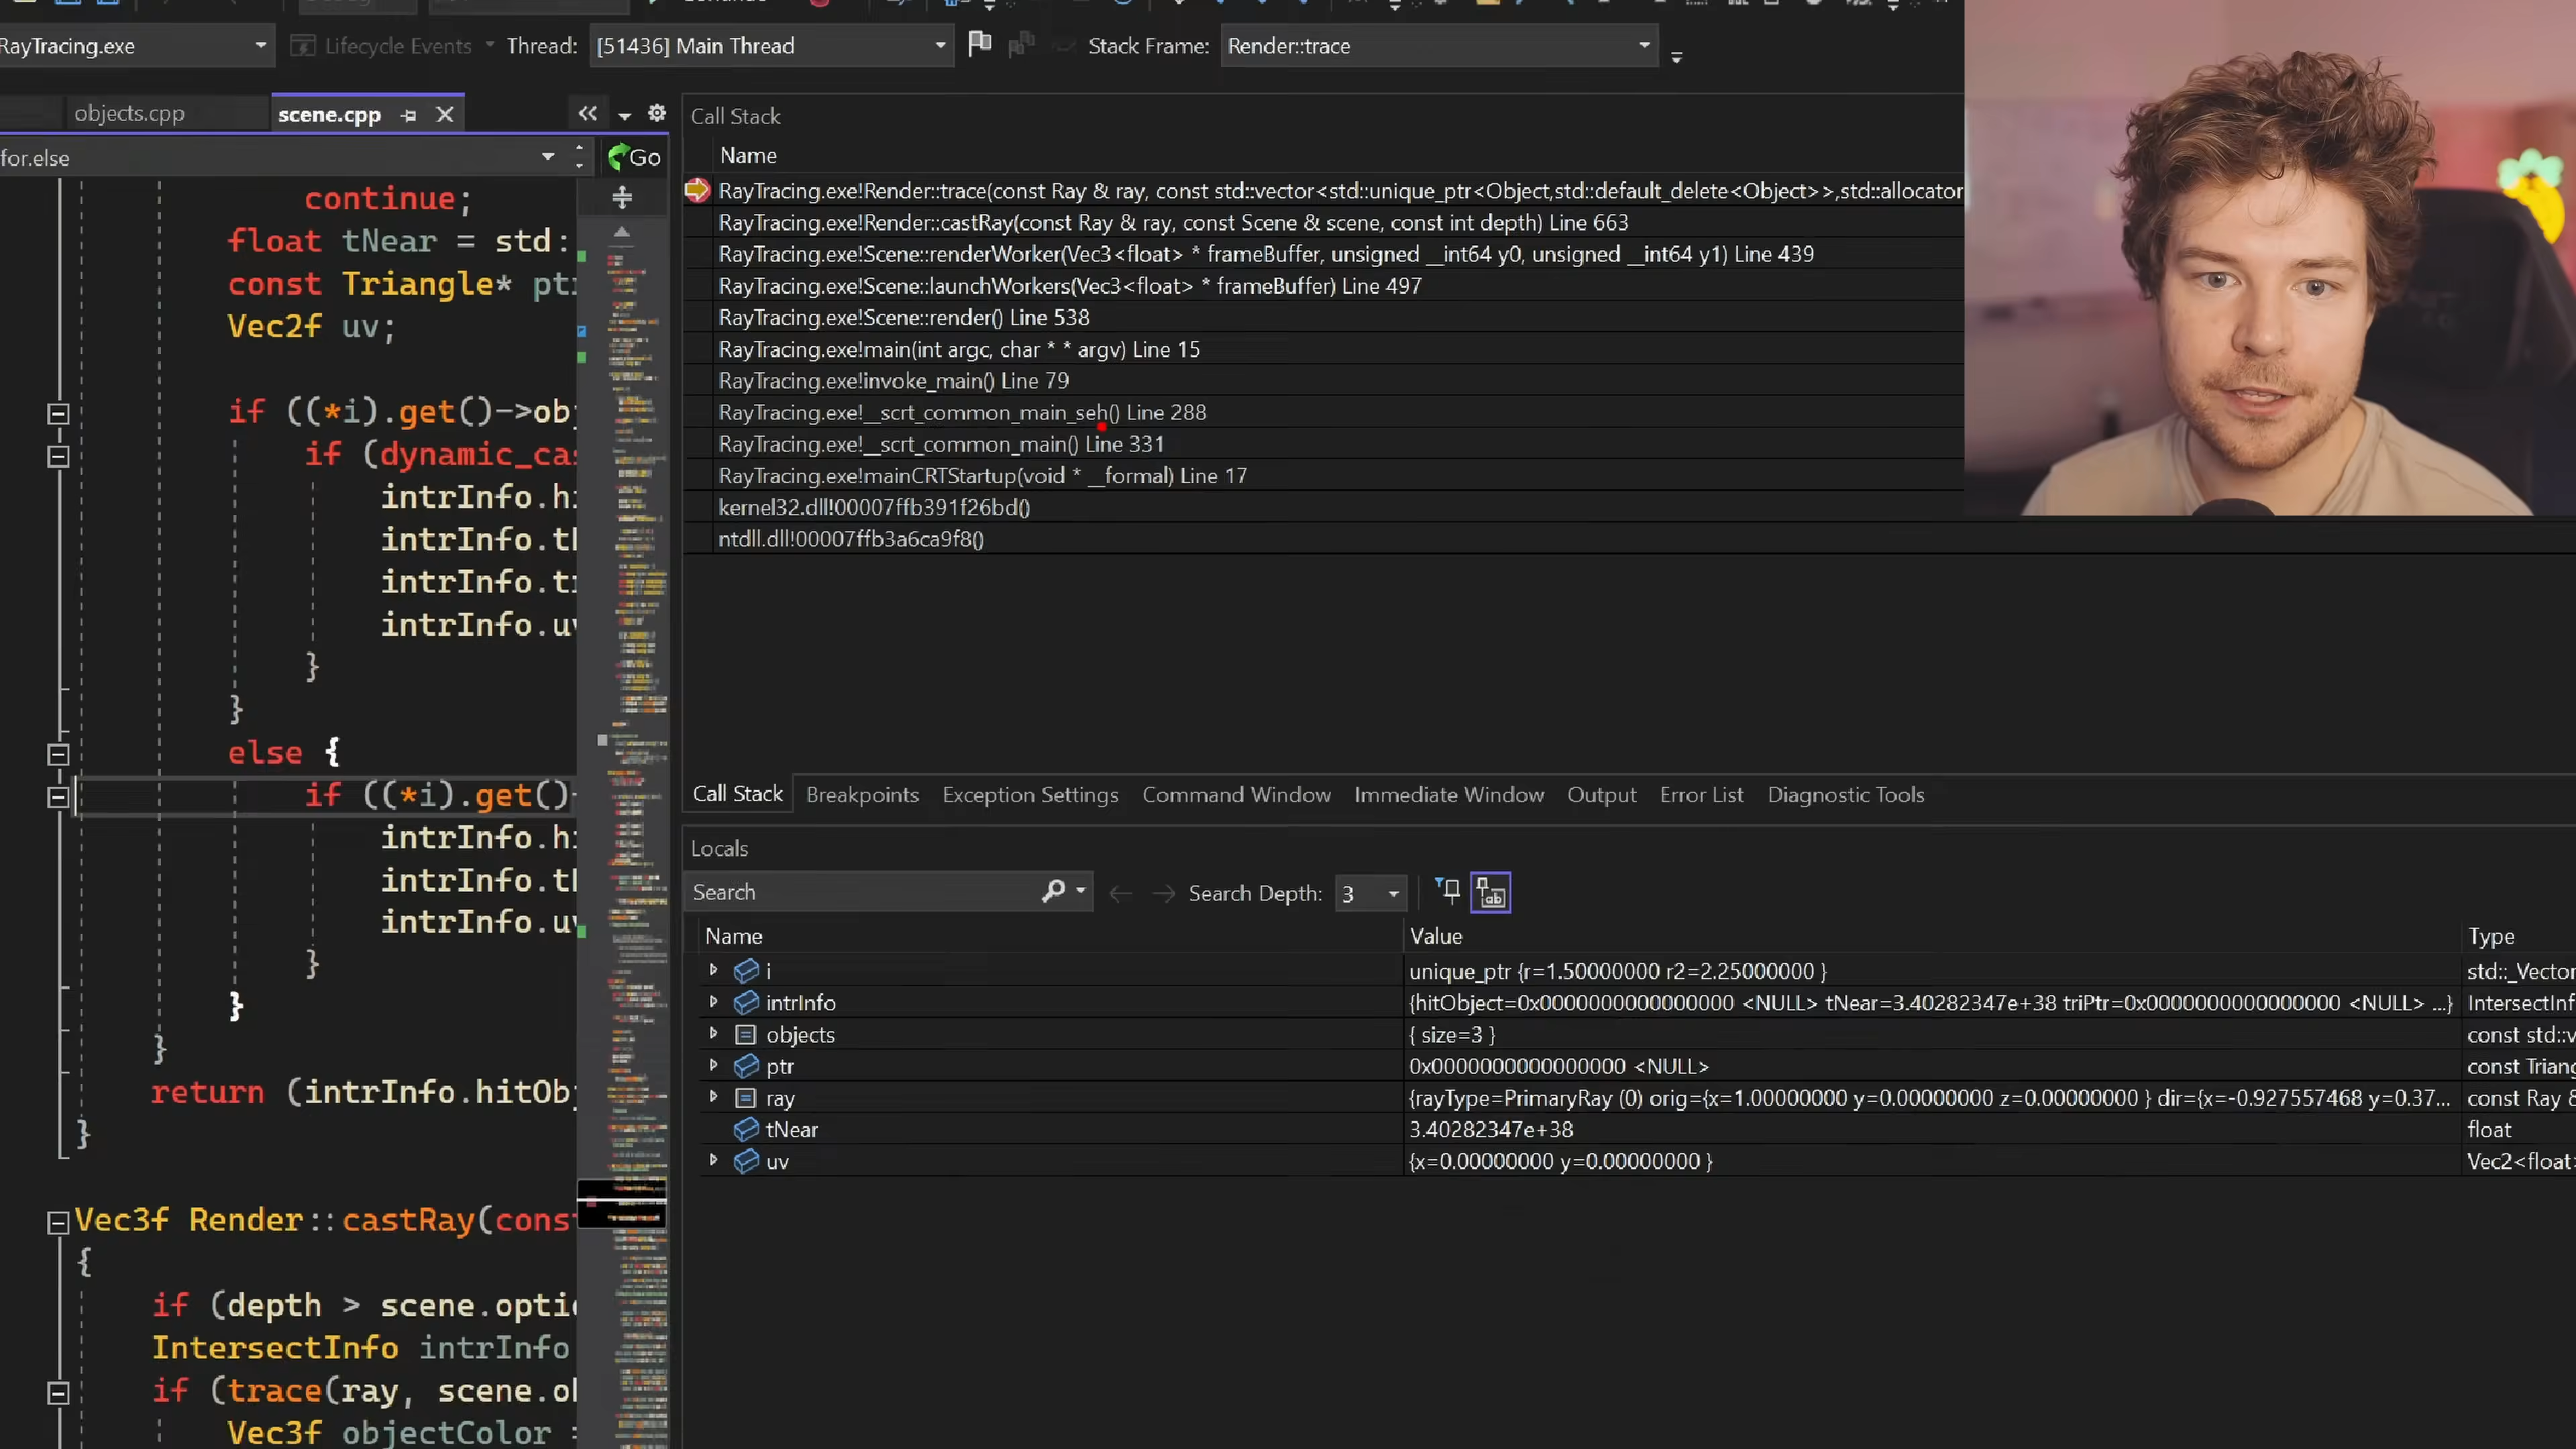 RayTracing.exe
Lifecycle Events
Thread:
[51436] Main Thread
Stack Frame:
Render::trace
objects.cpp
scene.cpp
for.else
Go
continue;
float tNear = std:
const Triangle*
Vec2f uv;
if ((*i).get()->obj
if (dynamic_ca
intrInfo.h
intrInfo.t
intrInfo.t
intrInfo.u
}
}
else {
if ((*i).get()
intrInfo.h
intrInfo.t
intrInfo.u
}
}
}
return (intrInfo.hitOb
}
Vec3f Render::castRay(cons
{
if (depth > scene.opti
IntersectInfo intrInfo
if (trace(ray, scene.o
Vec3f objectColor =
Call Stack
Name
RayTracing.exe!Render::trace(const Ray & ray, const std::vector<std::unique_ptr<Object,std::default_delete<Object>>,std::allocator
RayTracing.exe!Render::castRay(const Ray & ray, const Scene & scene, const int depth) Line 663
RayTracing.exe!Scene::renderWorker(Vec3<float> * frameBuffer, unsigned __int64 y0, unsigned __int64 y1) Line 439
RayTracing.exe!Scene::launchWorkers(Vec3<float> * frameBuffer) Line 497
RayTracing.exe!Scene::render() Line 538
RayTracing.exe!main(int argc, char * * argv) Line 15
RayTracing.exe!invoke_main() Line 79
RayTracing.exe!__scrt_common_main_seh() Line 288
RayTracing.exe!__scrt_common_main() Line 331
RayTracing.exe!mainCRTStartup(void * __formal) Line 17
kernel32.dll!00007ffb391f26bd()
ntdll.dll!00007ffb3a6ca9f8()
Call Stack Breakpoints Exception Settings Command Window Immediate Window Output Error List Diagnostic Tools
Locals
Search
Search Depth: 3
Name Value Type
i unique_ptr {r=1.50000000 r2=2.25000000 } std::_Vector
intrInfo {hitObject=0x0000000000000000 <NULL> tNear=3.40282347e+38 triPtr=0x0000000000000000 <NULL> ...} IntersectInf
objects { size=3 } const std::v
ptr 0x0000000000000000 <NULL> const Triang
ray {rayType=PrimaryRay (0) orig={x=1.00000000 y=0.00000000 z=0.00000000 } dir={x=-0.927557468 y=0.37... const Ray &
tNear 3.40282347e+38 float
uv {x=0.00000000 y=0.00000000 } Vec2<float>